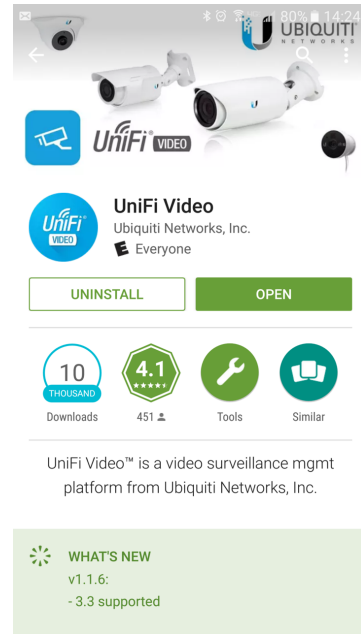 80% 14:24
UBIQUITI
NETWORKS
UniFi VIDEO
UniFi
VIDEO
UniFi Video
Ubiquiti Networks, Inc.
E Everyone
UNINSTALL
OPEN
10
THOUSAND
Downloads
4.1
451
Tools
Similar
UniFi Video™ is a video surveillance mgmt
platform from Ubiquiti Networks, Inc.
WHAT'S NEW
v1.1.6:
- 3.3 supported